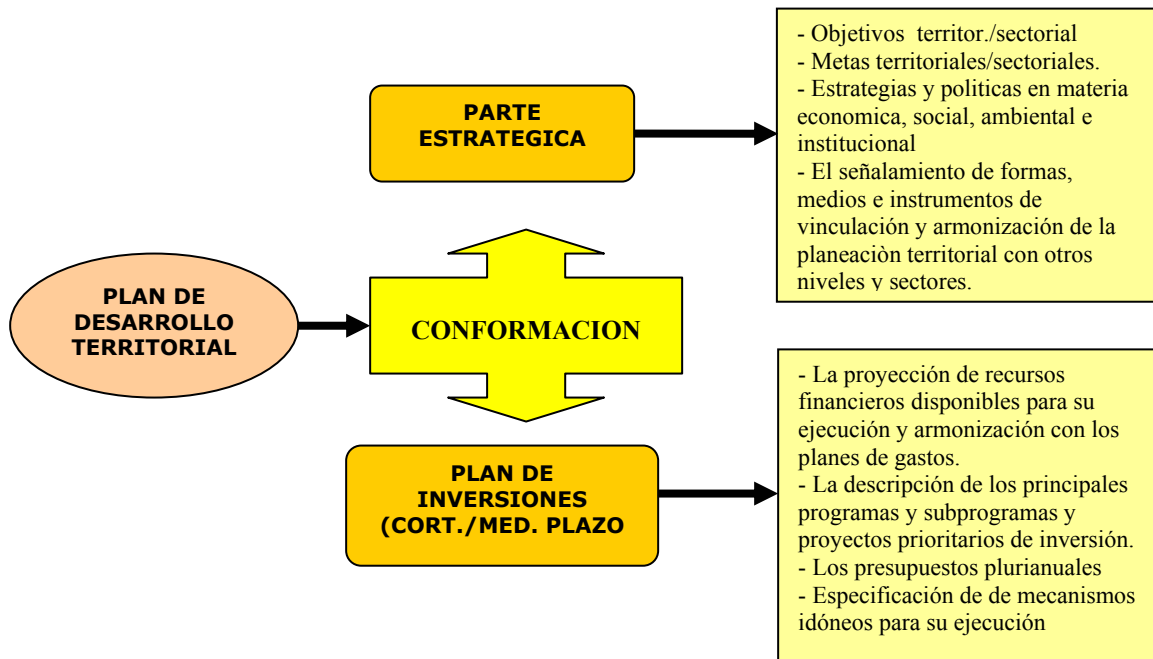 PLAN DE
DESARROLLO
TERRITORIAL
CONFORMACION
PARTE
ESTRATEGICA
- Objetivos  territor./sectorial
- Metas territoriales/sectoriales.
- Estrategias y politicas en materia
economica, social, ambiental e
institucional
- El señalamiento de formas,
medios e instrumentos de
vinculación y armonización de la
planeaciòn territorial con otros
niveles y sectores.
PLAN DE
INVERSIONES
(CORT./MED. PLAZO
- La proyección de recursos
financieros disponibles para su
ejecución y armonización con los
planes de gastos.
- La descripción de los principales
programas y subprogramas y
proyectos prioritarios de inversión.
- Los presupuestos plurianuales
- Especificación de de mecanismos
idóneos para su ejecución